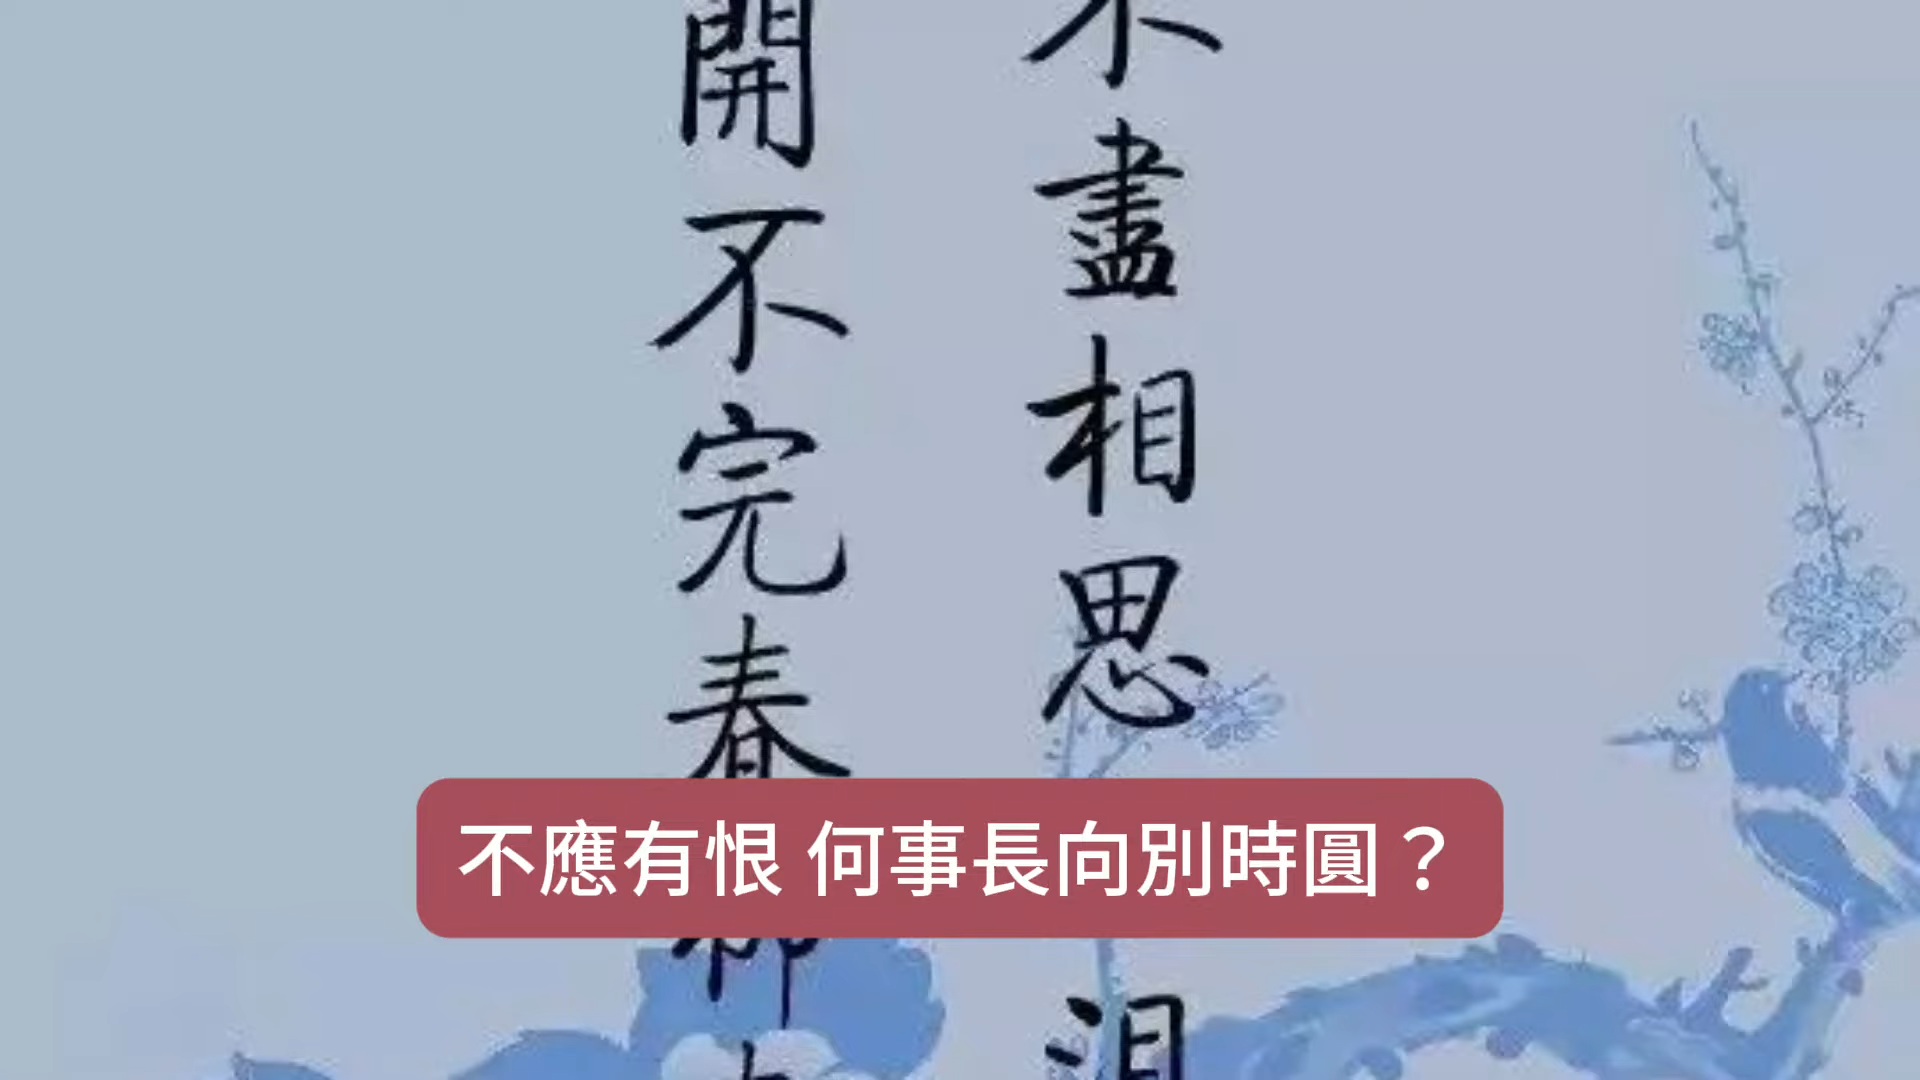 不盡相思
開不完春柳
不應有恨 何事長向別時圓？